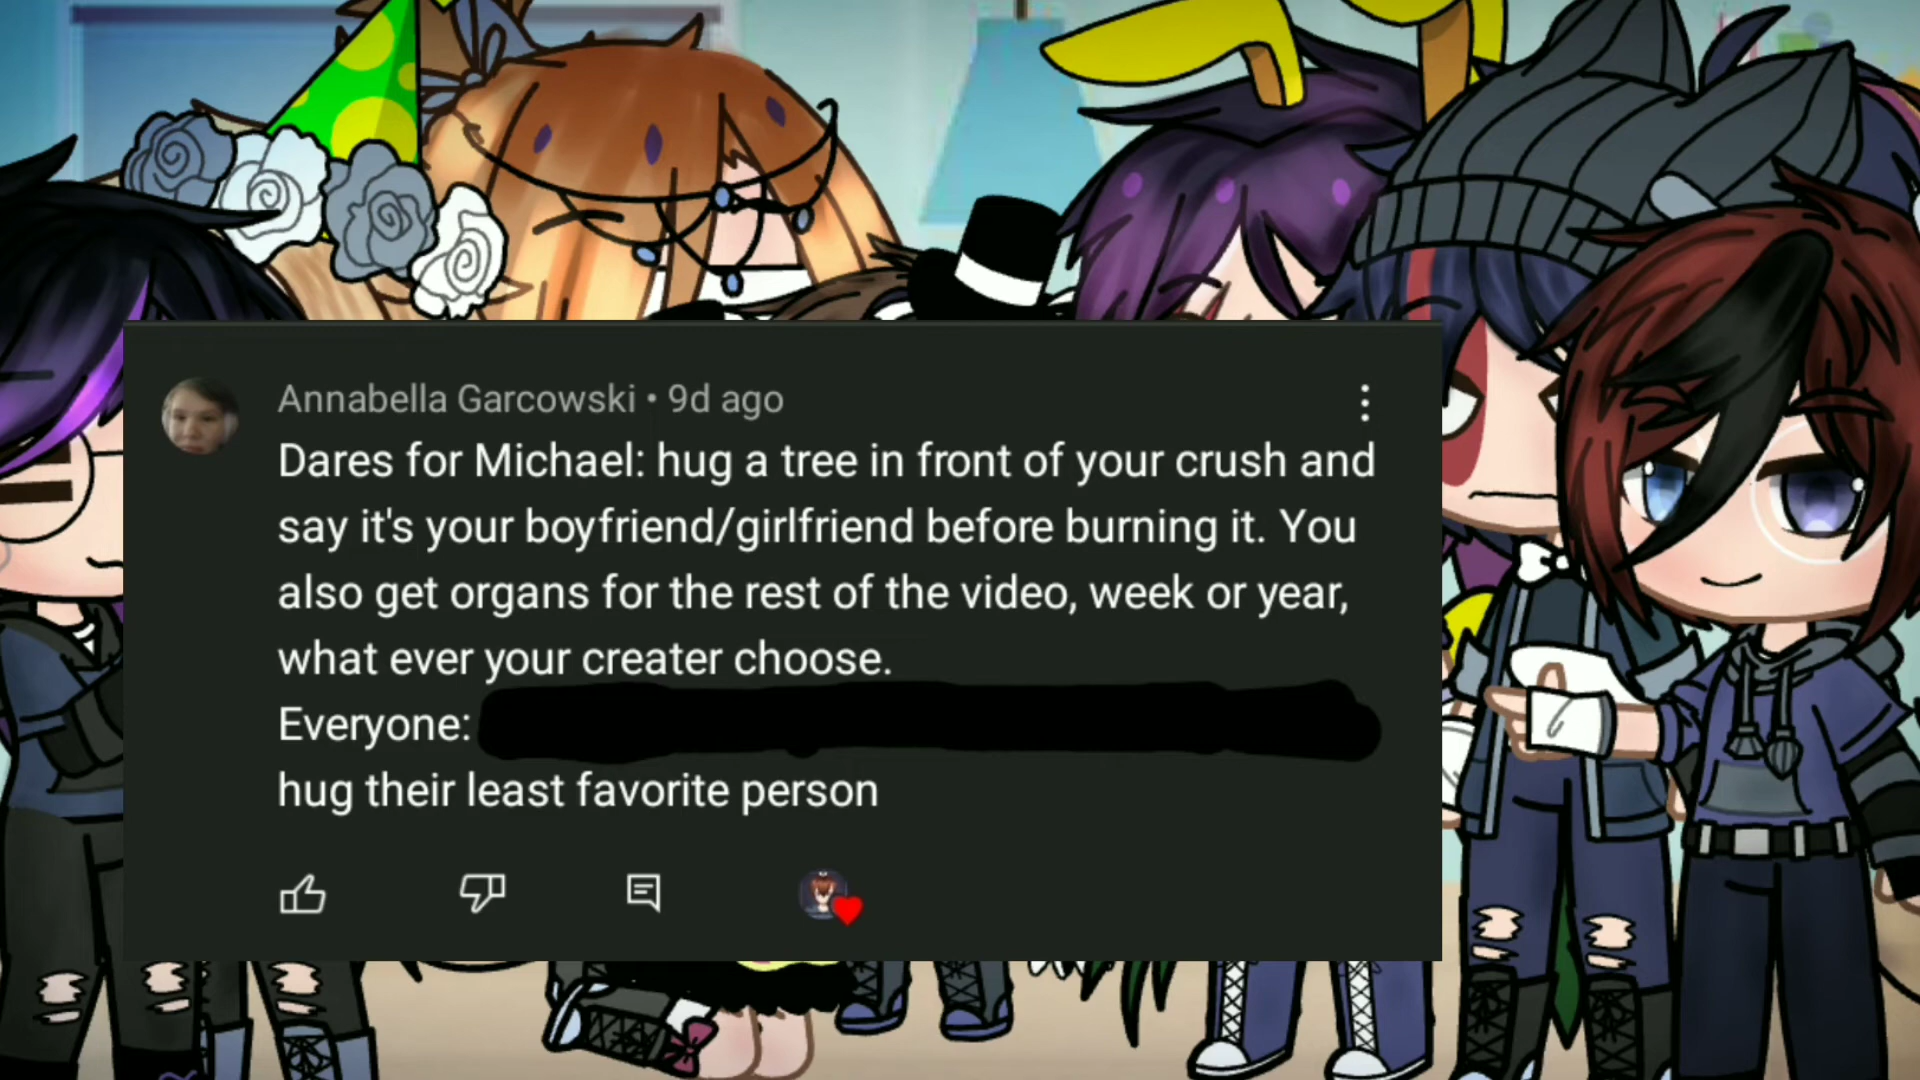 Annabella Garcowski • 9d ago
Dares for Michael: hug a tree in front of your crush and
say it's your boyfriend/girlfriend before burning it. You
also get organs for the rest of the video, week or year,
what ever your creater choose.
Everyone:
hug their least favorite person